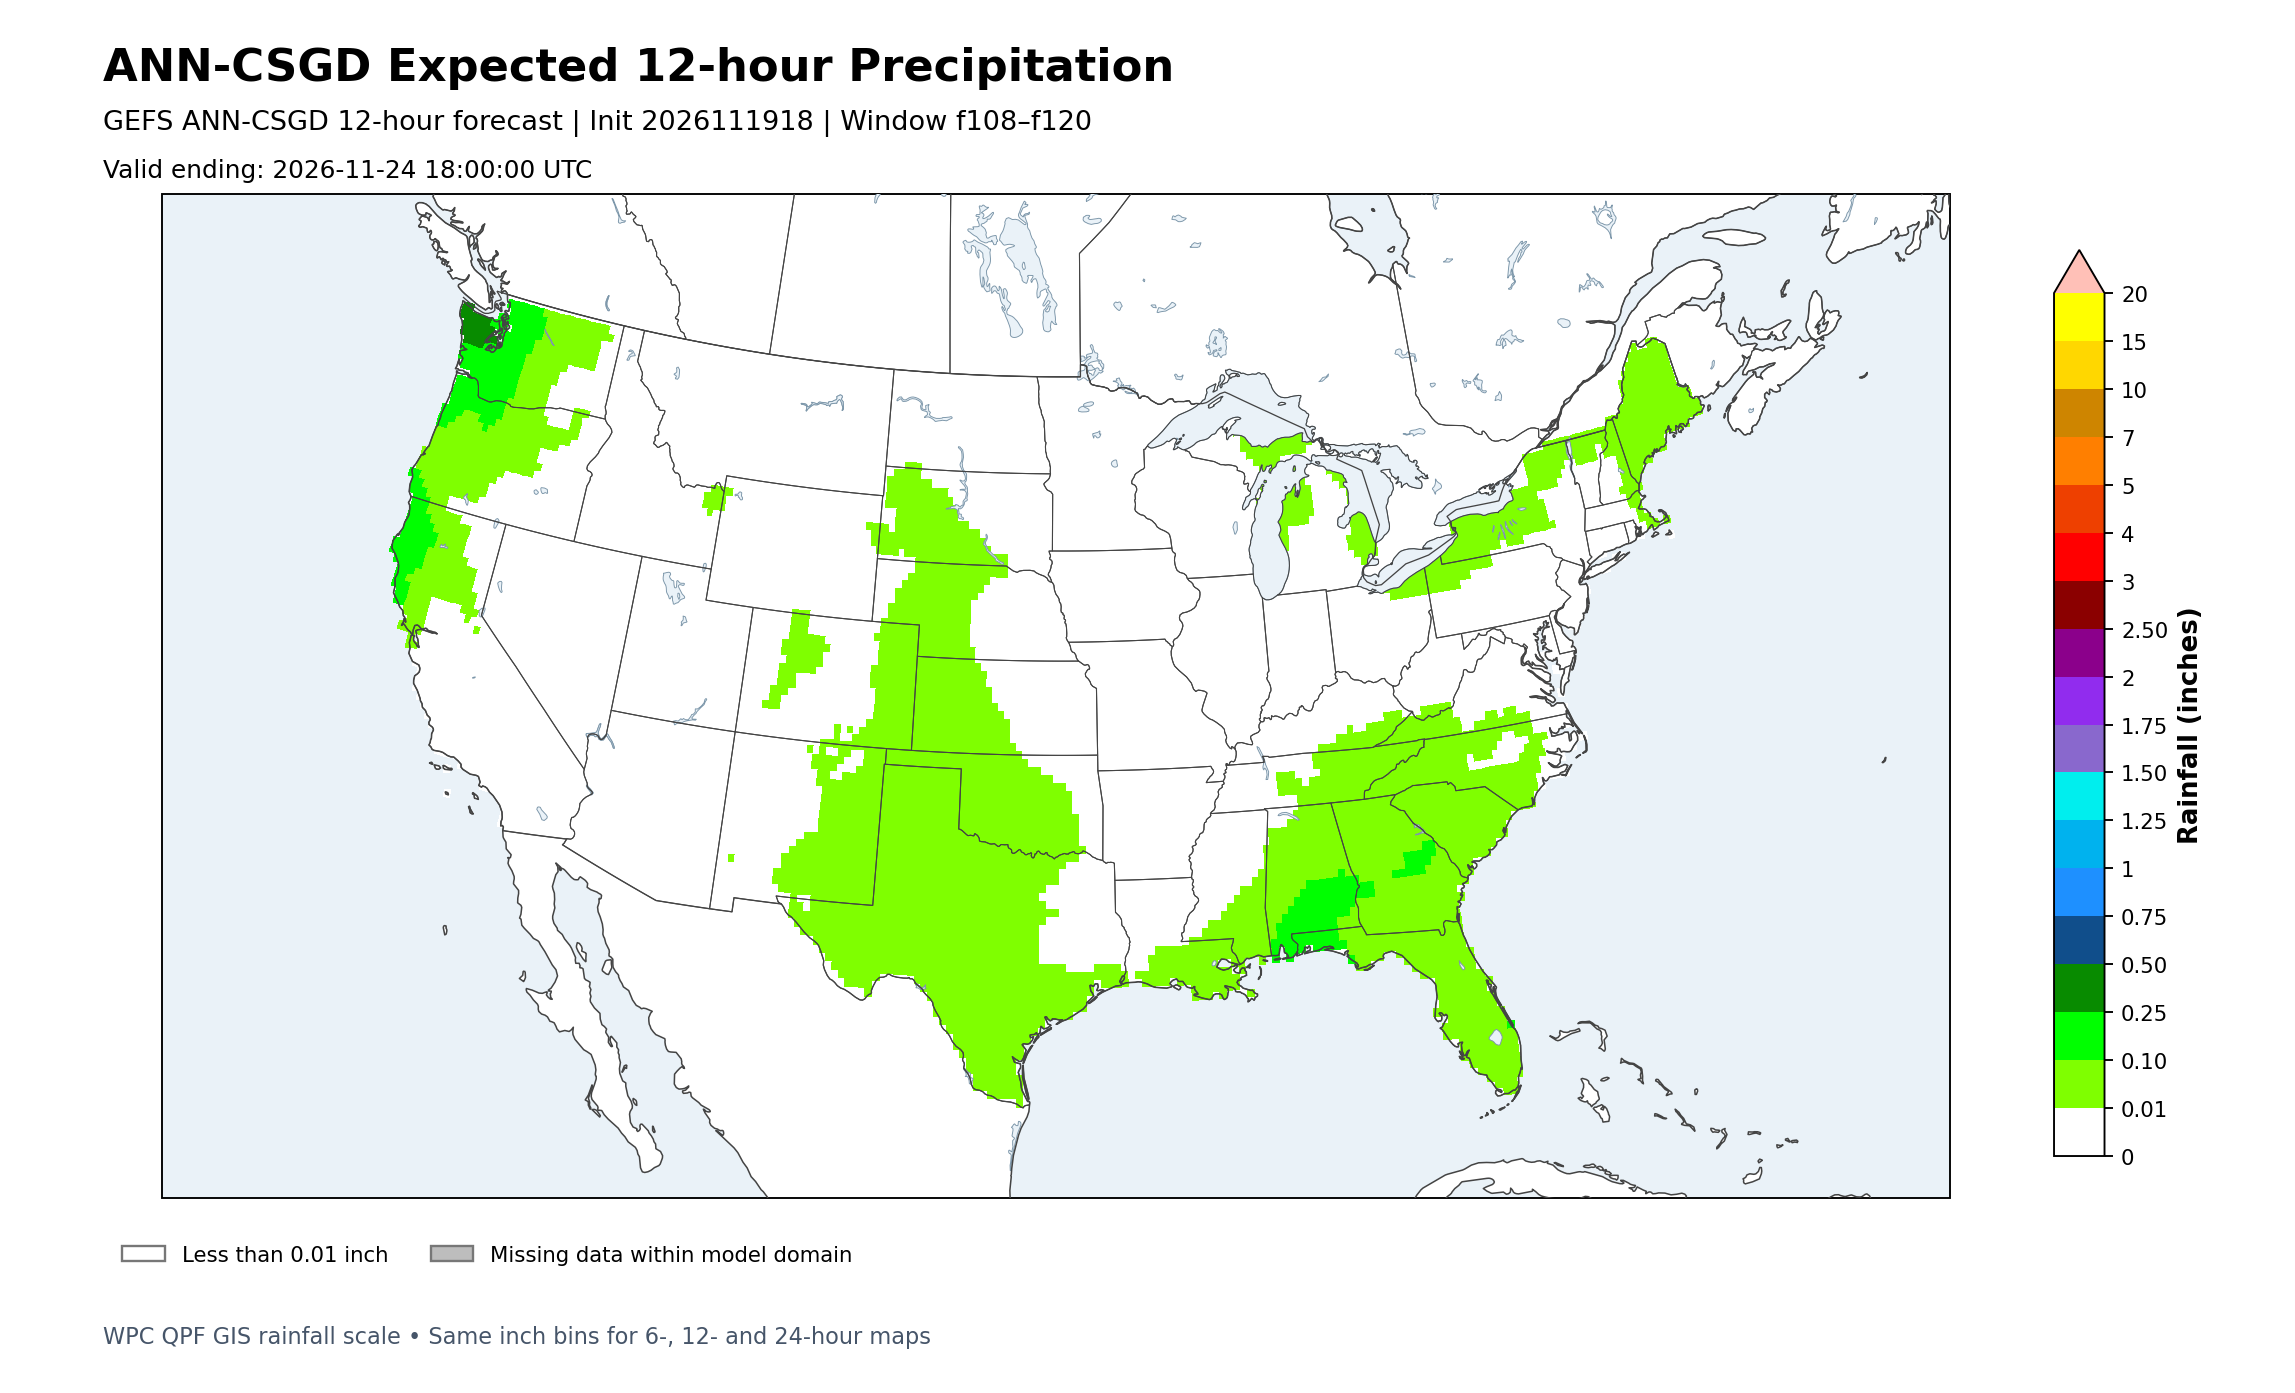 ANN-CSGD Expected 12-hour Precipitation
GEFS ANN-CSGD 12-hour forecast | Init 2026111918 | Window f108–f120
Valid ending: 2026-11-24 18:00:00 UTC
20
15
10
7
5
4
3
2.50
2
1.75
1.50
1.25
1
0.75
0.50
0.25
0.10
0.01
0
Rainfall (inches)
Less than 0.01 inch
Missing data within model domain
WPC QPF GIS rainfall scale • Same inch bins for 6-, 12- and 24-hour maps